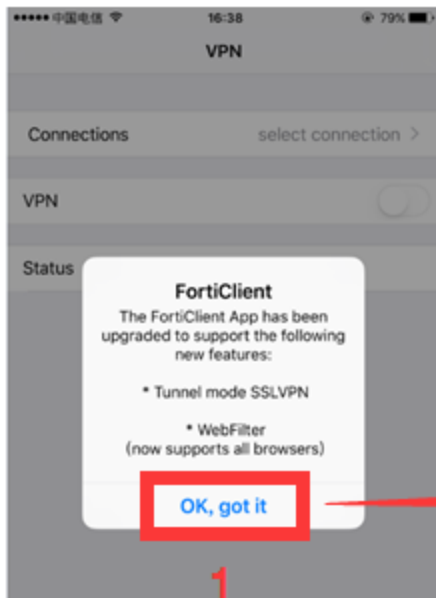 中国电信 16:38 79%
VPN
Connections select connection >
VPN
Status
FortiClient
The FortiClient App has been
upgraded to support the following
new features:
* Tunnel mode SSLVPN
* WebFilter
(now supports all browsers)
OK, got it
1